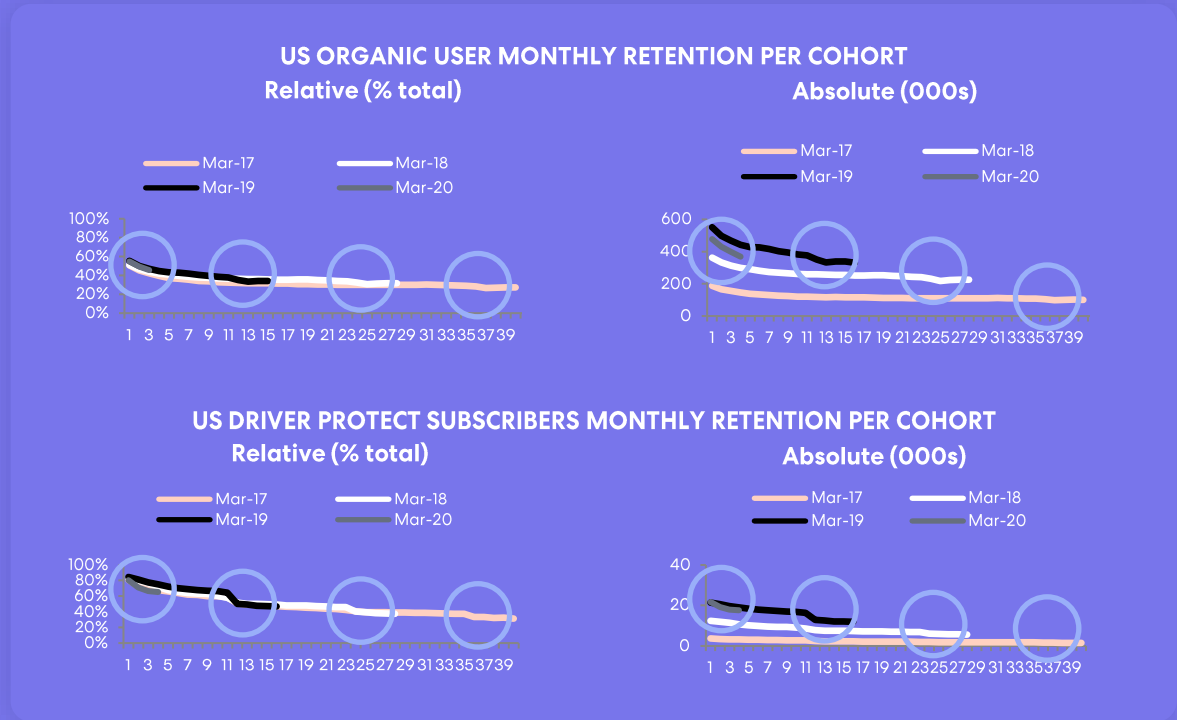 US ORGANIC USER MONTHLY RETENTION PER COHORT
Relative (% total)
Mar-17 Mar-18
Mar-19 Mar-20
100%
80%
60%
40%
20%
0%
1 3 5 7 9 11 13 15 17 19 21 23 25 27 29 31 33 35 37 39
Absolute (000s)
Mar-17 Mar-18
Mar-19 Mar-20
600
400
200
0
1 3 5 7 9 11 13 15 17 19 21 23 25 27 29 31 33 35 37 39
US DRIVER PROTECT SUBSCRIBERS MONTHLY RETENTION PER COHORT
Relative (% total)
Mar-17 Mar-18
Mar-19 Mar-20
100%
80%
60%
40%
20%
0%
1 3 5 7 9 11 13 15 17 19 21 23 25 27 29 31 33 35 37 39
Absolute (000s)
Mar-17 Mar-18
Mar-19 Mar-20
40
20
0
1 3 5 7 9 11 13 15 17 19 21 23 25 27 29 31 33 35 37 39